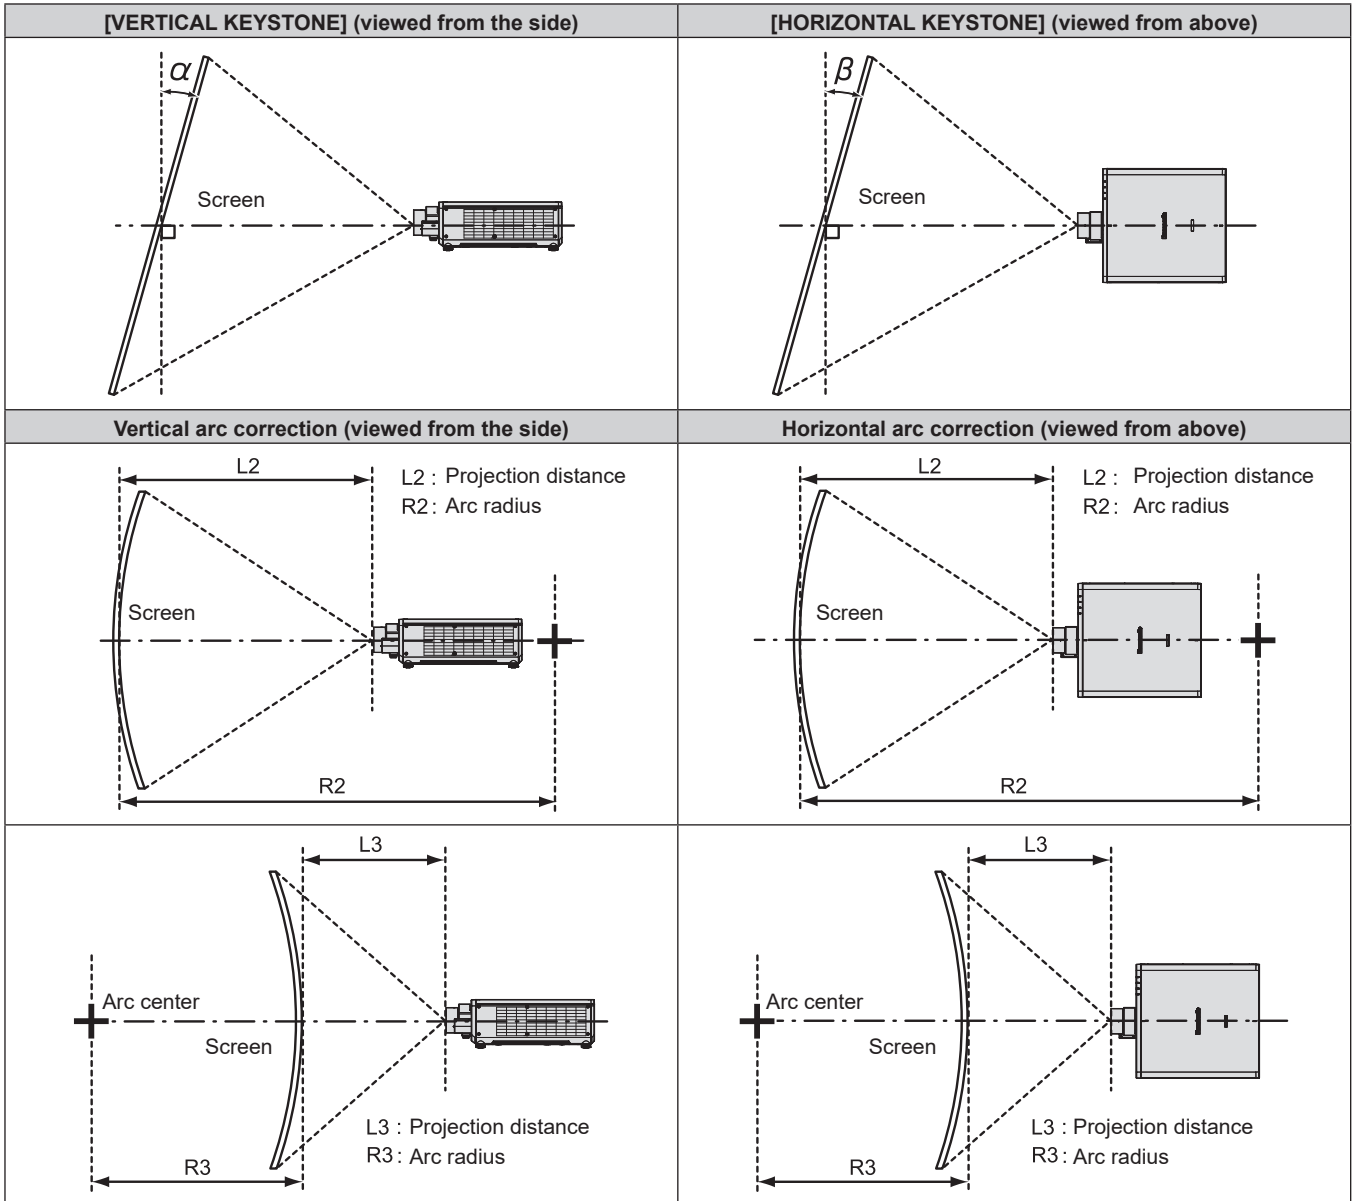 [VERTICAL KEYSTONE] (viewed from the side)
[HORIZONTAL KEYSTONE] (viewed from above)
α
Screen
β
Screen
Vertical arc correction (viewed from the side)
Horizontal arc correction (viewed from above)
L2
L2 : Projection distance
R2 : Arc radius
Screen
R2
L2
L2 : Projection distance
R2 : Arc radius
Screen
R2
L3
Arc center
Screen
L3 : Projection distance
R3 : Arc radius
R3
L3
Arc center
Screen
L3 : Projection distance
R3 : Arc radius
R3